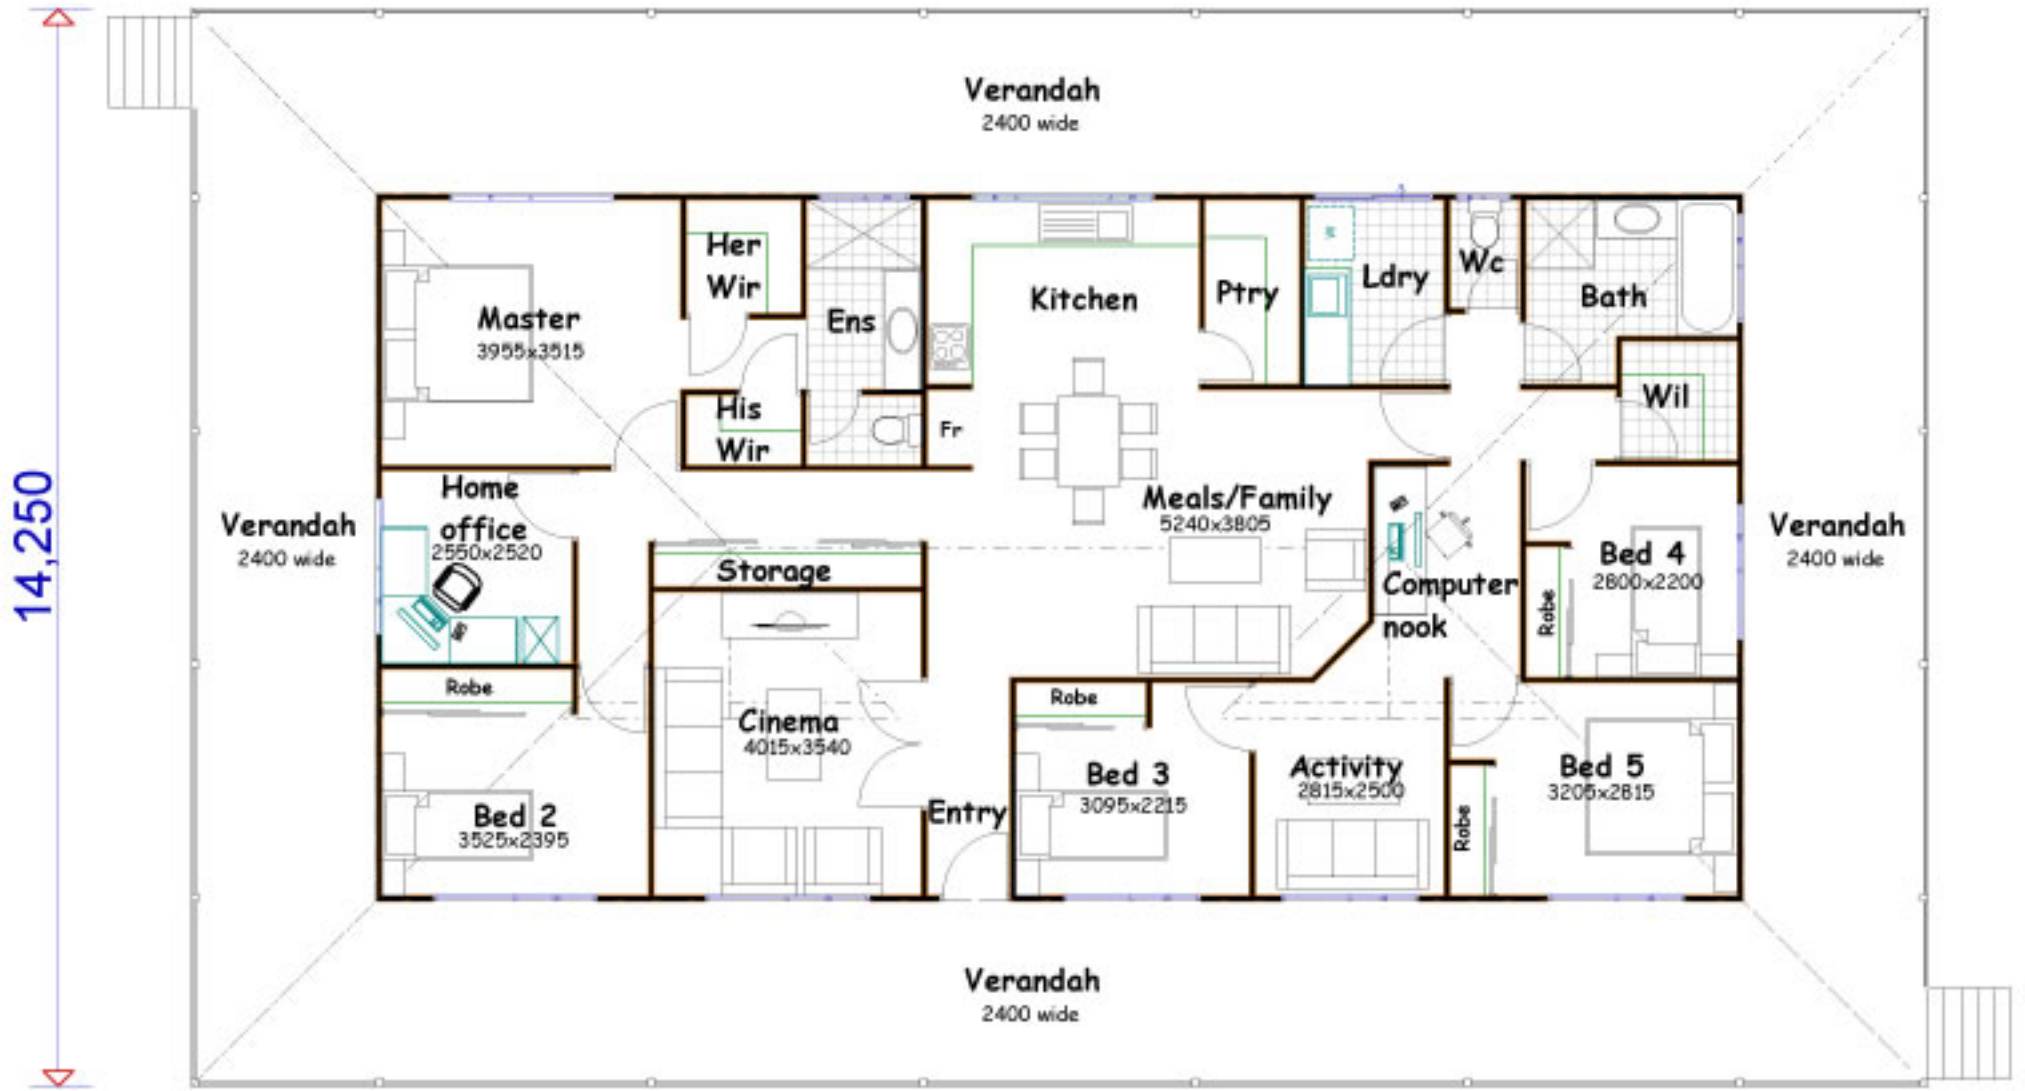 Verandah
2400 wide
Her
Wir
Master
3955x3515
Ens
Kitchen
Ptry
Ldry
Wc
Bath
His
Wir
Fr
Wil
14,250
Verandah
2400 wide
Home
office
2550x2520
Storage
Meals/Family
5240x3805
Computer
nook
Bed 4
2800x2200
Robe
Verandah
2400 wide
Robe
Cinema
4015x3540
Robe
Bed 2
3525x2395
Entry
Bed 3
3095x2215
Activity
2815x2500
Robe
Bed 5
3205x2815
Verandah
2400 wide